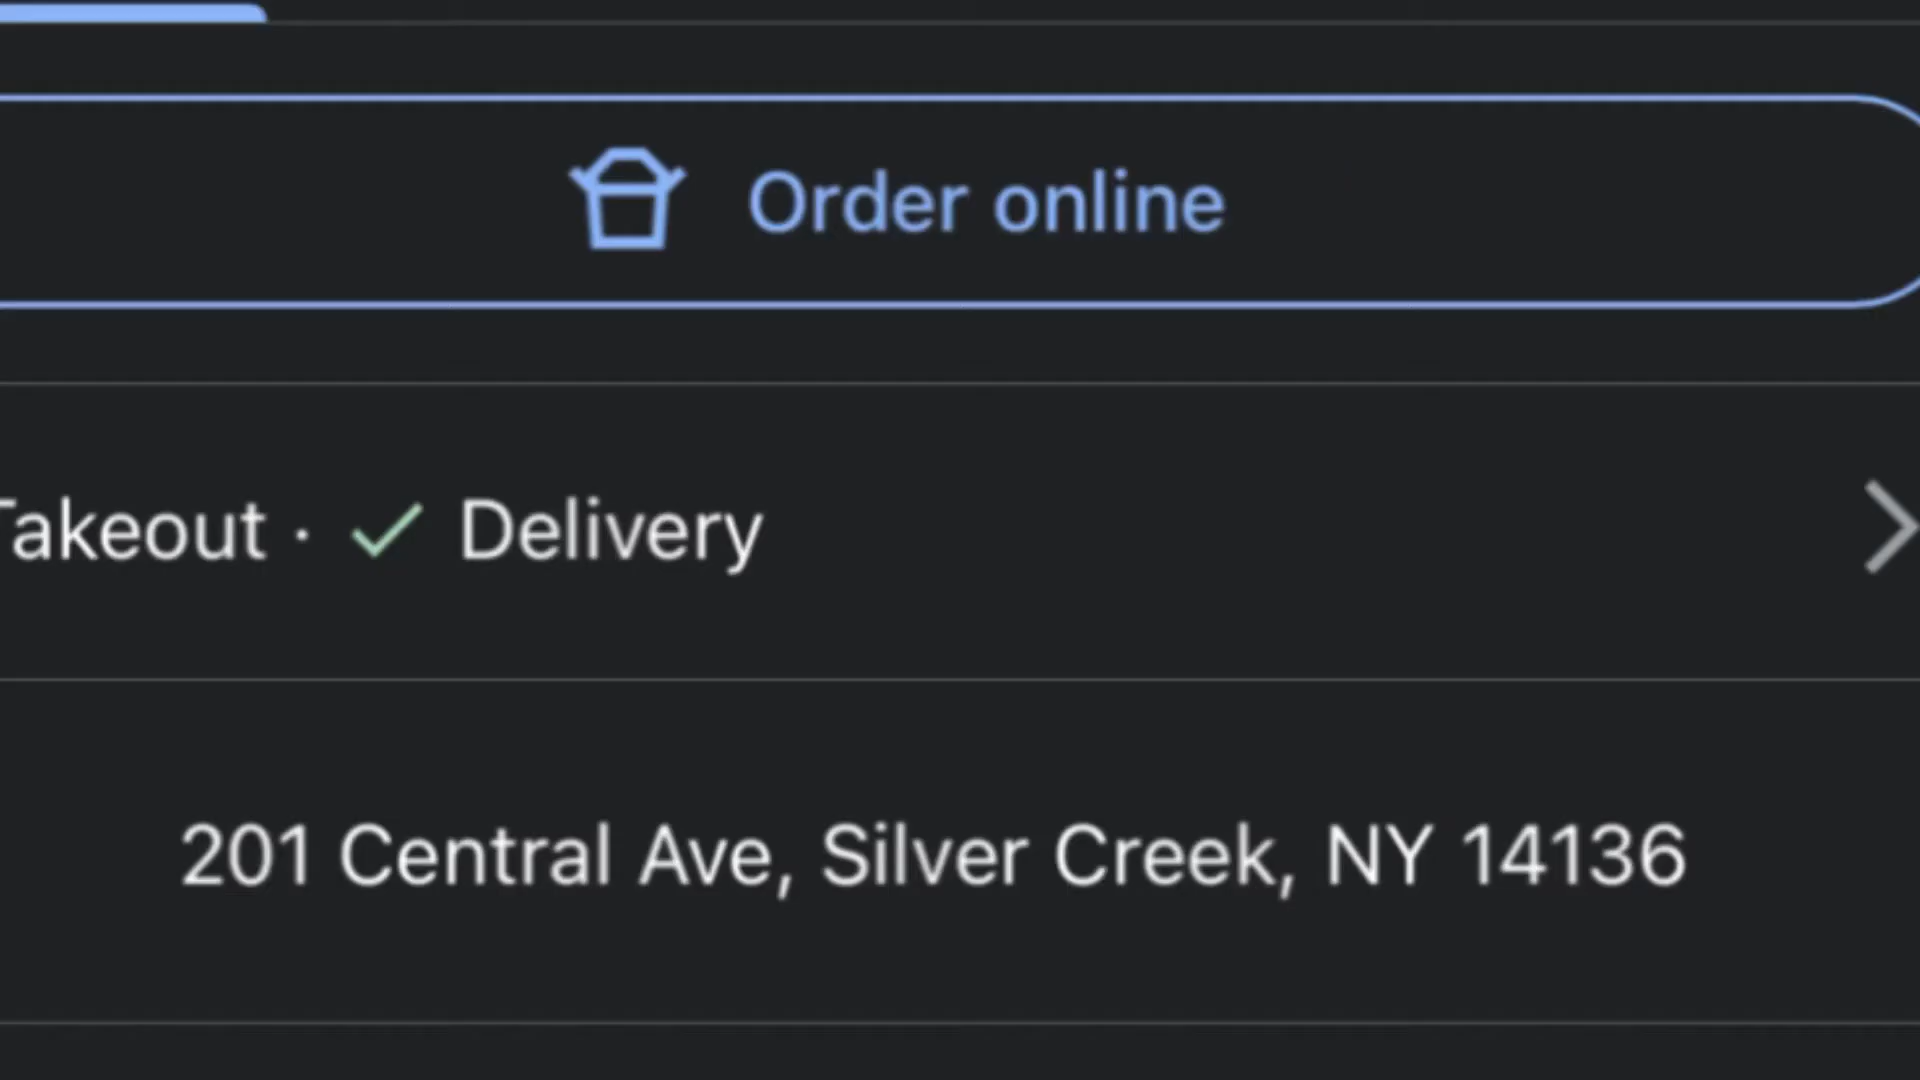 Order online
Takeout · ✓ Delivery
201 Central Ave, Silver Creek, NY 14136